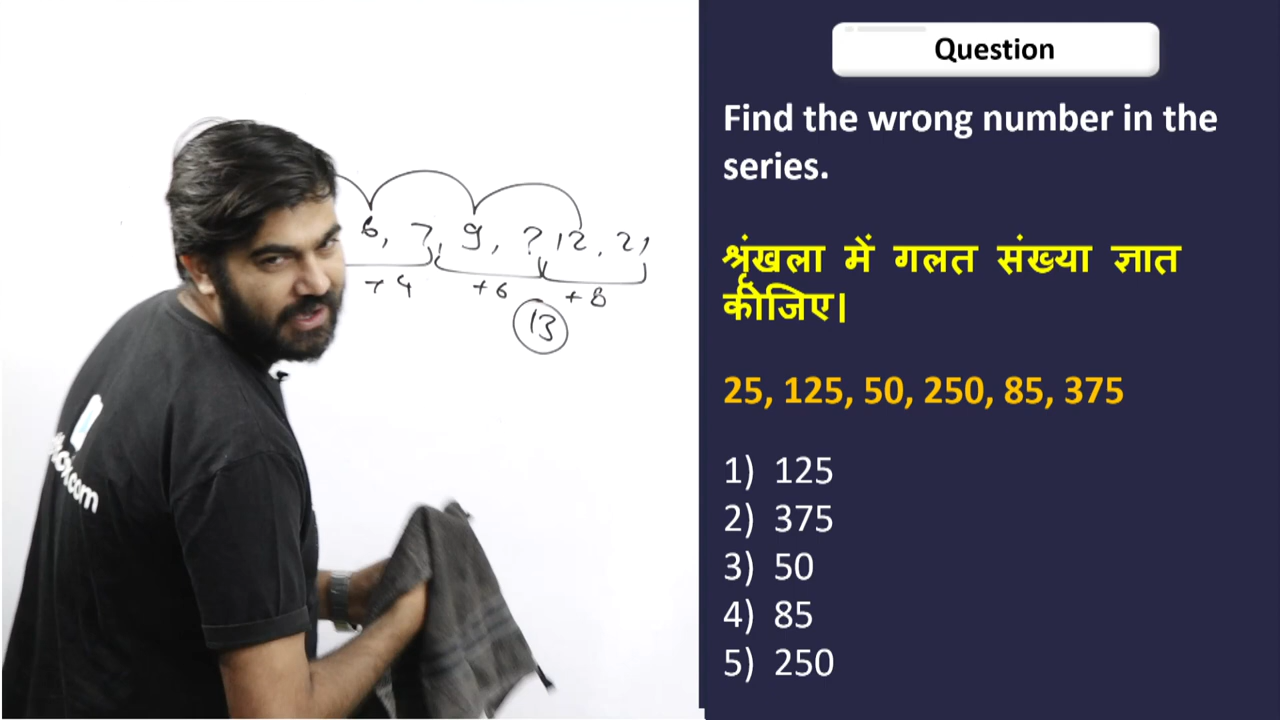 6, 7, 9, ? 12, 21
+4 +6 +8
13
.com
Question
Find the wrong number in the
series.
श्रृंखला में गलत संख्या ज्ञात
कीजिए।
25, 125, 50, 250, 85, 375
1) 125
2) 375
3) 50
4) 85
5) 250